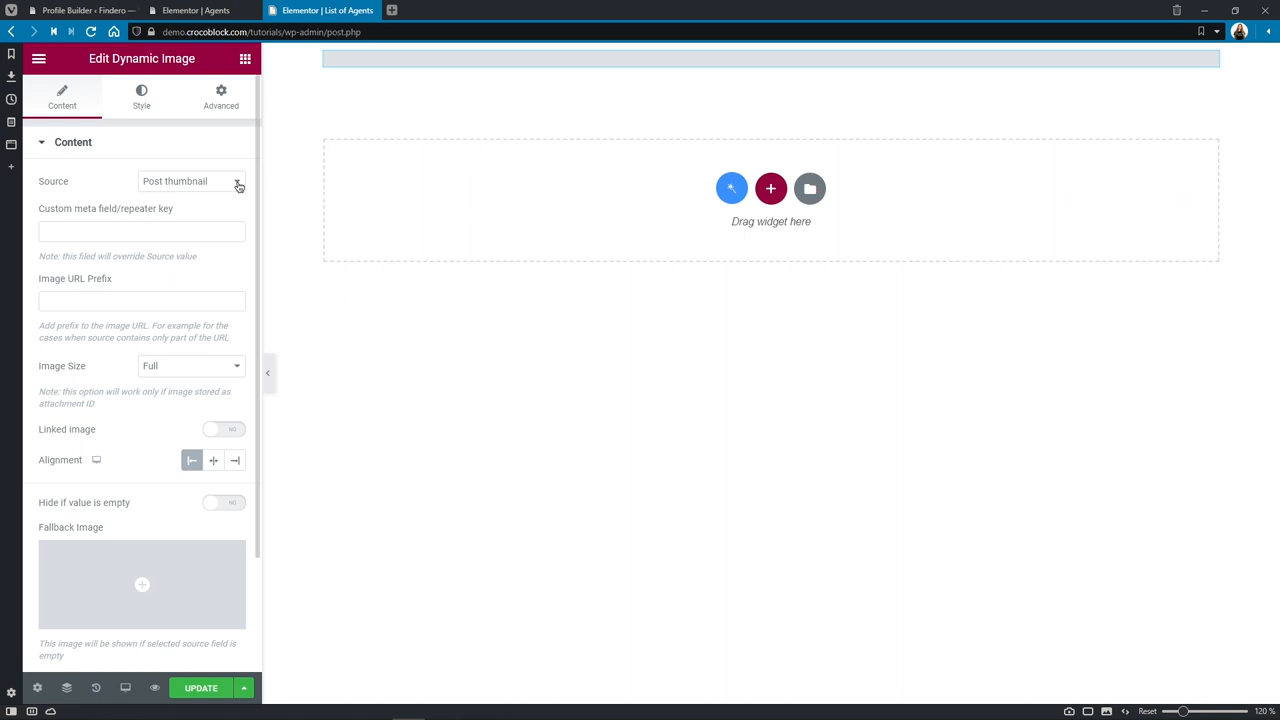 Profile Builder ‹ Findero —
Elementor | Agents
Elementor | List of Agents
demo.crocoblock.com/tutorials/wp-admin/post.php
Edit Dynamic Image
Content
Style
Advanced
Content
Source
Post thumbnail
Custom meta field/repeater key
Note: this filed will override Source value
Image URL Prefix
Add prefix to the image URL. For example for the
cases when source contains only part of the URL
Image Size
Full
Note: this option will work only if image stored as
attachment ID
Linked image
NO
Alignment
Hide if value is empty
NO
Fallback Image
This image will be shown if selected source field is
empty
UPDATE
Drag widget here
Reset
120 %